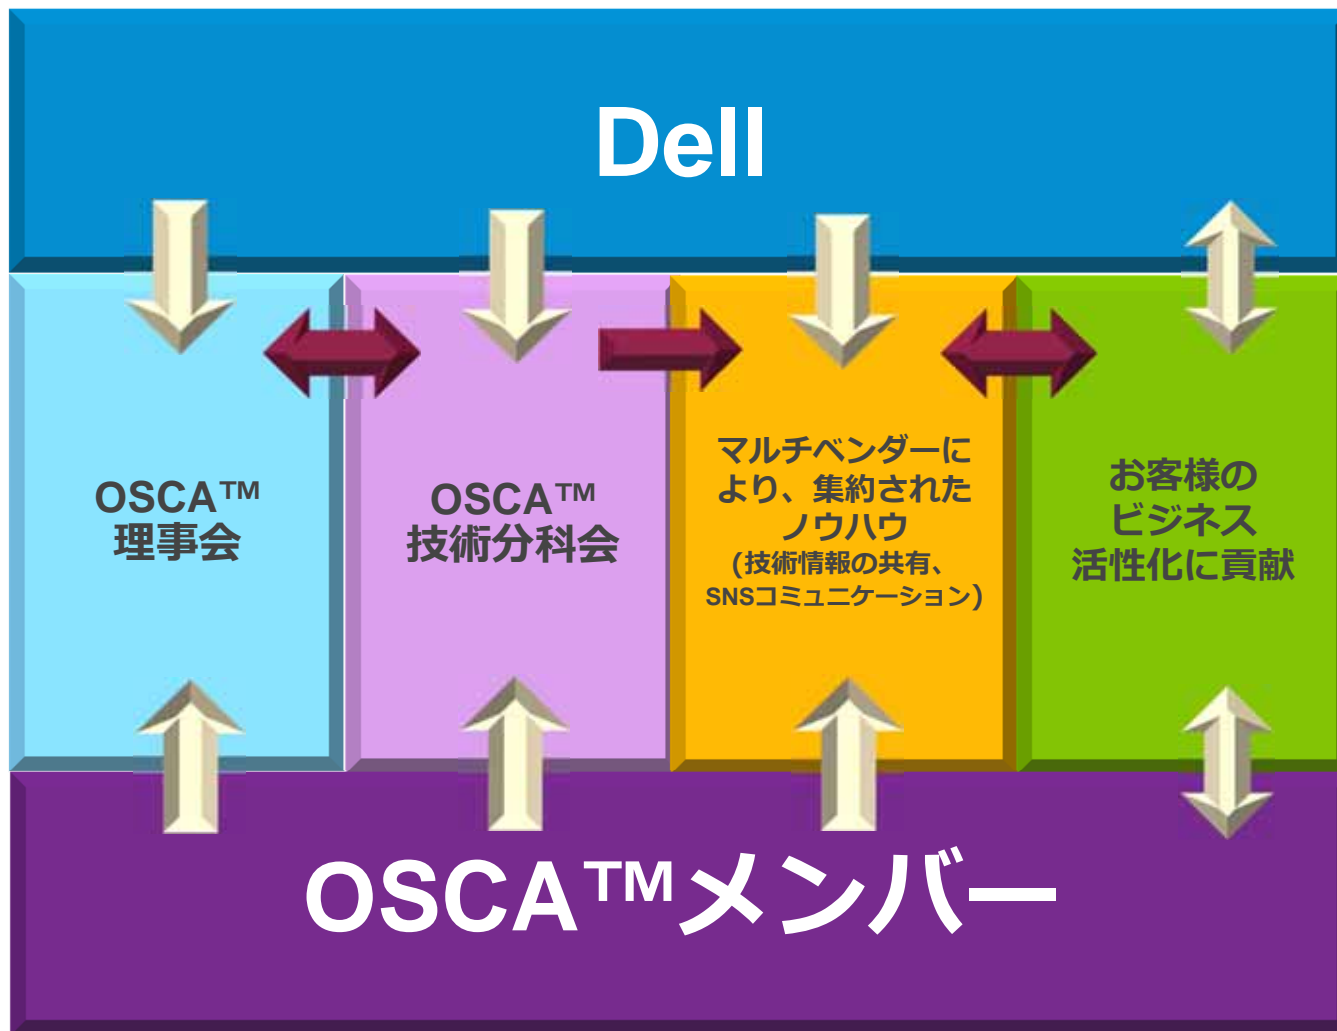 Dell
OSCA™
理事会
OSCA™
技術分科会
マルチベンダーに
より、集約された
ノウハウ
(技術情報の共有、
SNSコミュニケーション)
お客様の
ビジネス
活性化に貢献
OSCA™メンバー